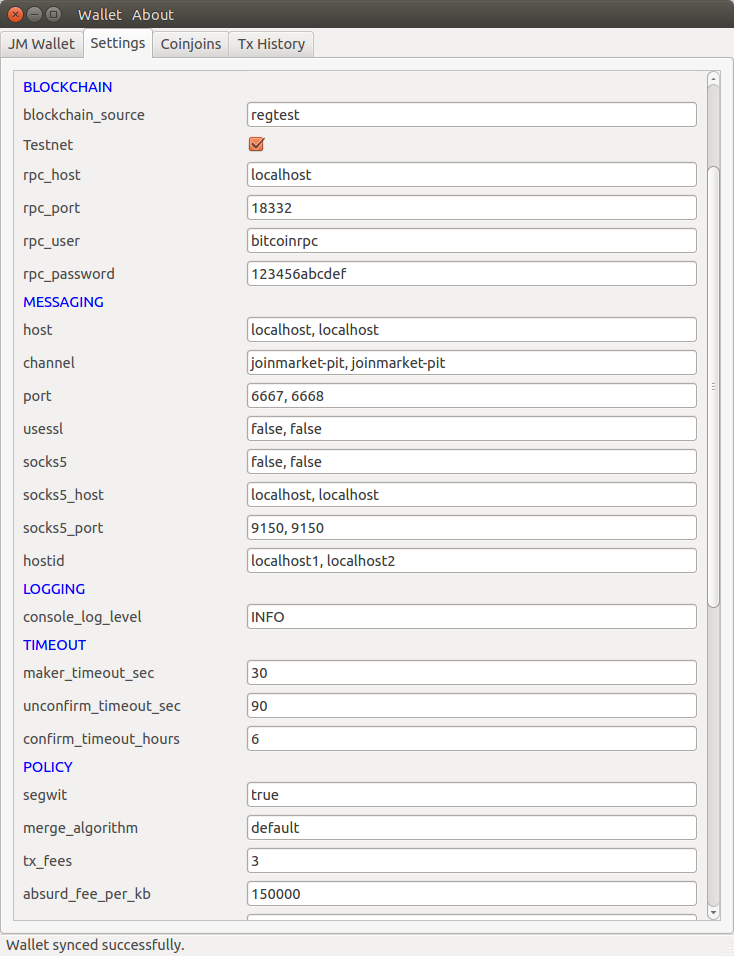 Wallet About
JM Wallet Settings Coinjoins Tx History
BLOCKCHAIN
blockchain_source regtest
Testnet
rpc_host localhost
rpc_port 18332
rpc_user bitcoinrpc
rpc_password 123456abcdef
MESSAGING
host localhost, localhost
channel joinmarket-pit, joinmarket-pit
port 6667, 6668
usessl false, false
socks5 false, false
socks5_host localhost, localhost
socks5_port 9150, 9150
hostid localhost1, localhost2
LOGGING
console_log_level INFO
TIMEOUT
maker_timeout_sec 30
unconfirm_timeout_sec 90
confirm_timeout_hours 6
POLICY
segwit true
merge_algorithm default
tx_fees 3
absurd_fee_per_kb 150000
Wallet synced successfully.